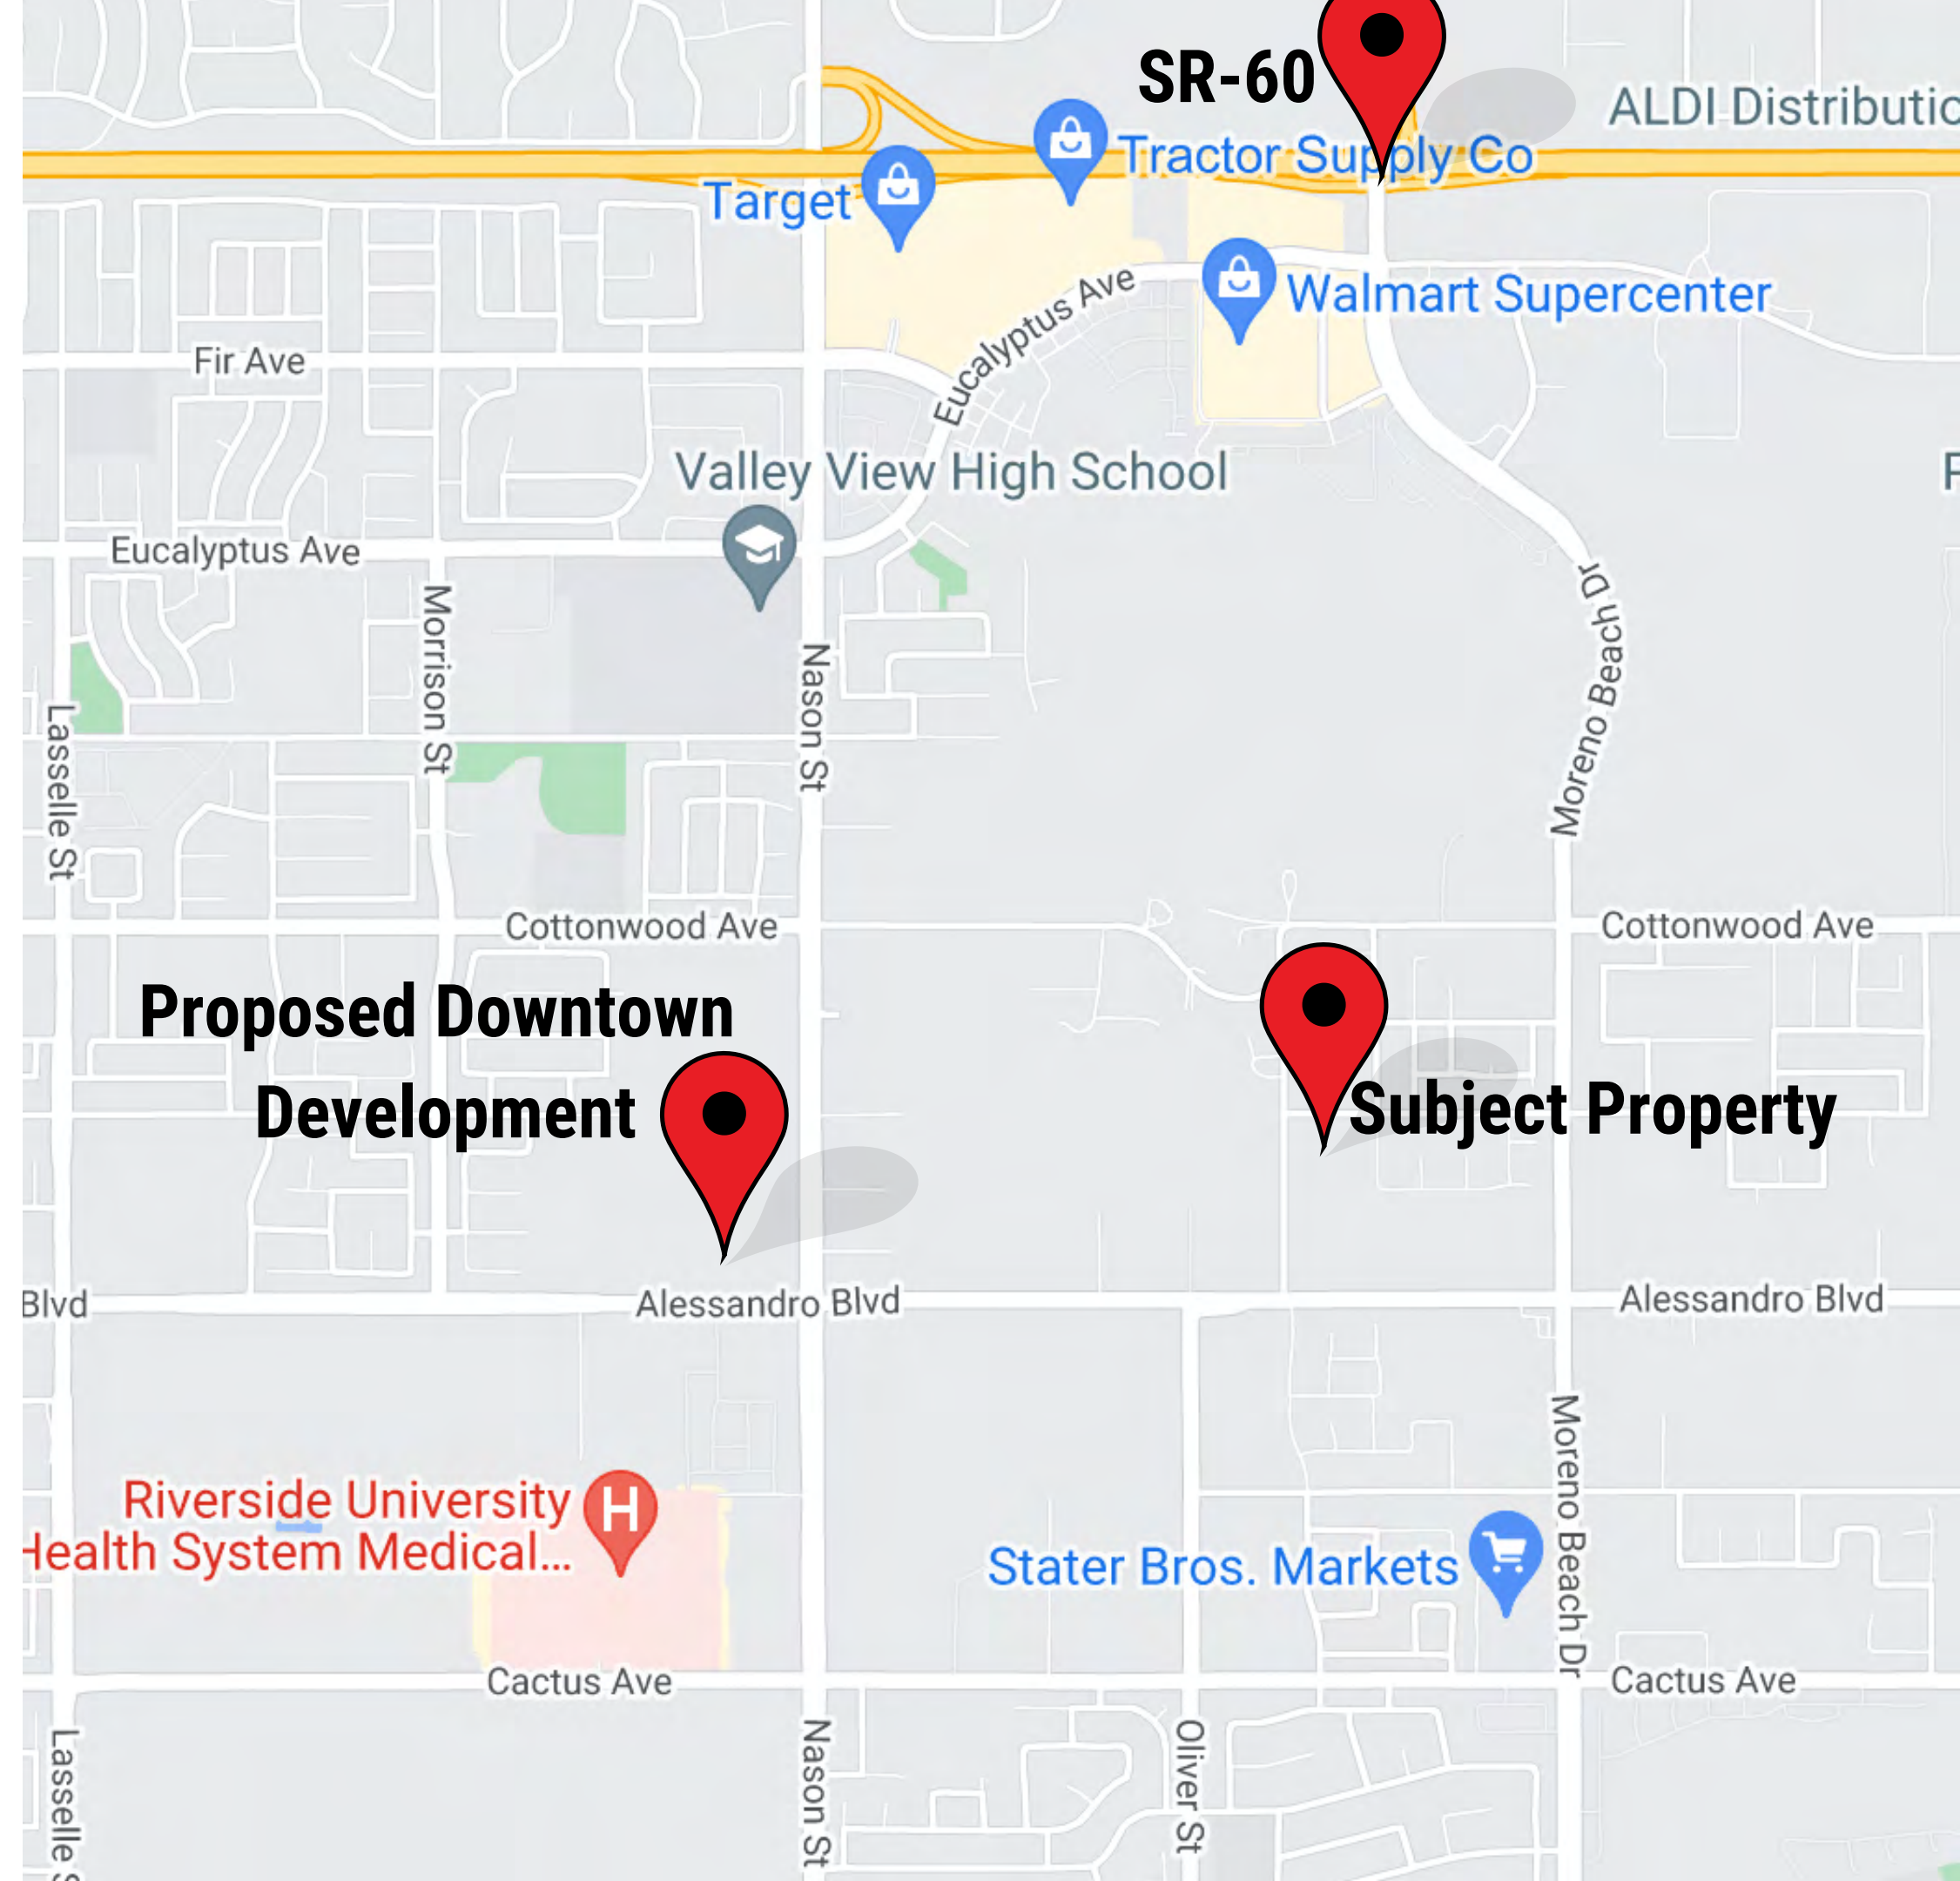 SR-60
ALDI Distributio
Tractor Supply Co
Target
Eucalyptus Ave
Walmart Supercenter
Fir Ave
Valley View High School
Eucalyptus Ave
Moreno Beach Dr
Morrison St
Nason St
Lasselle St
Cottonwood Ave
Cottonwood Ave
Proposed Downtown
Development
Subject Property
Blvd
Alessandro Blvd
Alessandro Blvd
Moreno Beach Dr
Riverside University
Health System Medical...
H
Stater Bros. Markets
Cactus Ave
Cactus Ave
Lasselle S
Nason St
Oliver St